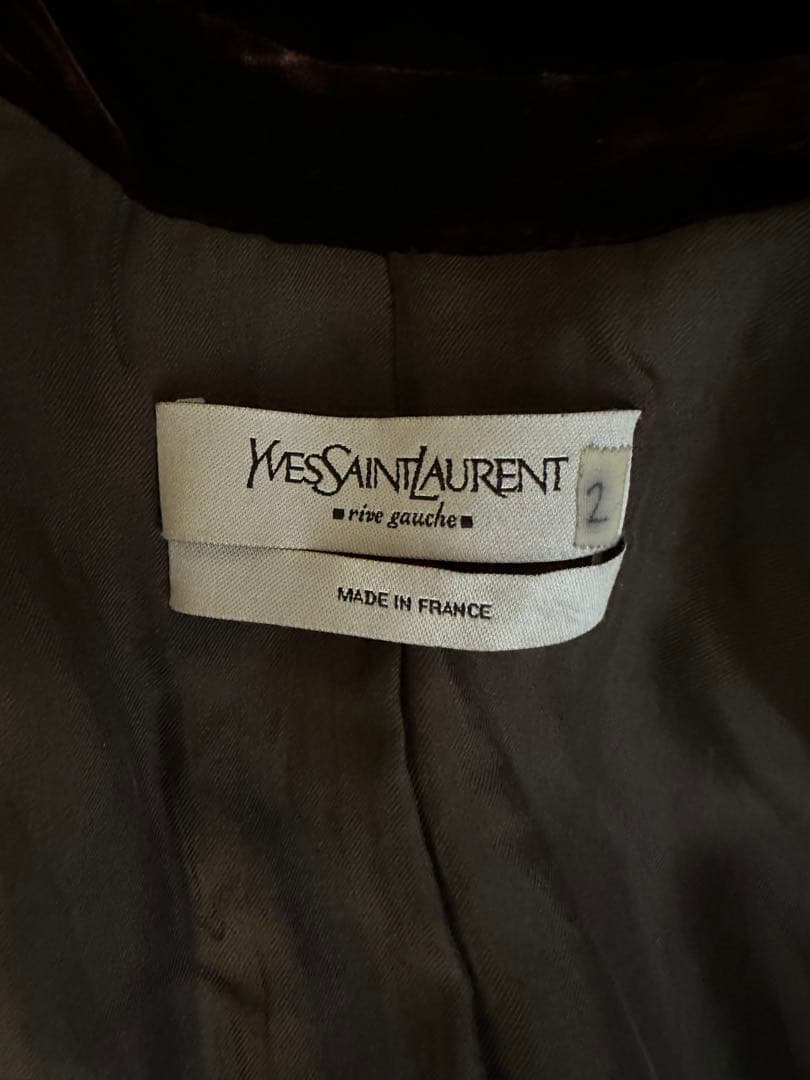 YVESSAINTLAURENT
rive gauche
2
MADE IN FRANCE